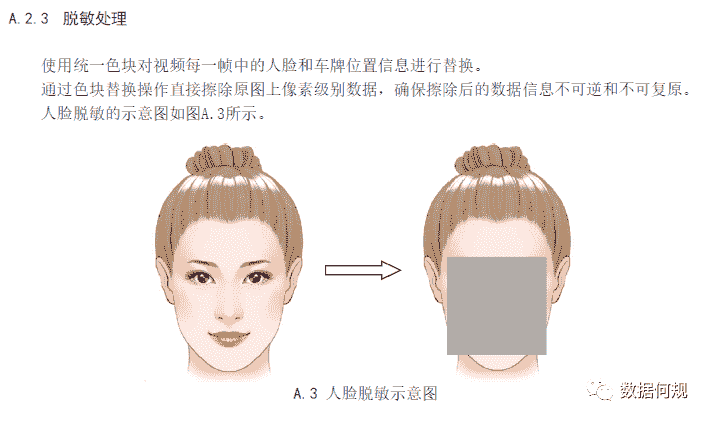 A.2.3 脱敏处理
使用统一色块对视频每一帧中的人脸和车牌位置信息进行替换。
通过色块替换操作直接擦除原图上像素级别数据，确保擦除后的数据信息不可逆和不可复原。
人脸脱敏的示意图如图A.3所示。
A.3 人脸脱敏示意图
数据何规